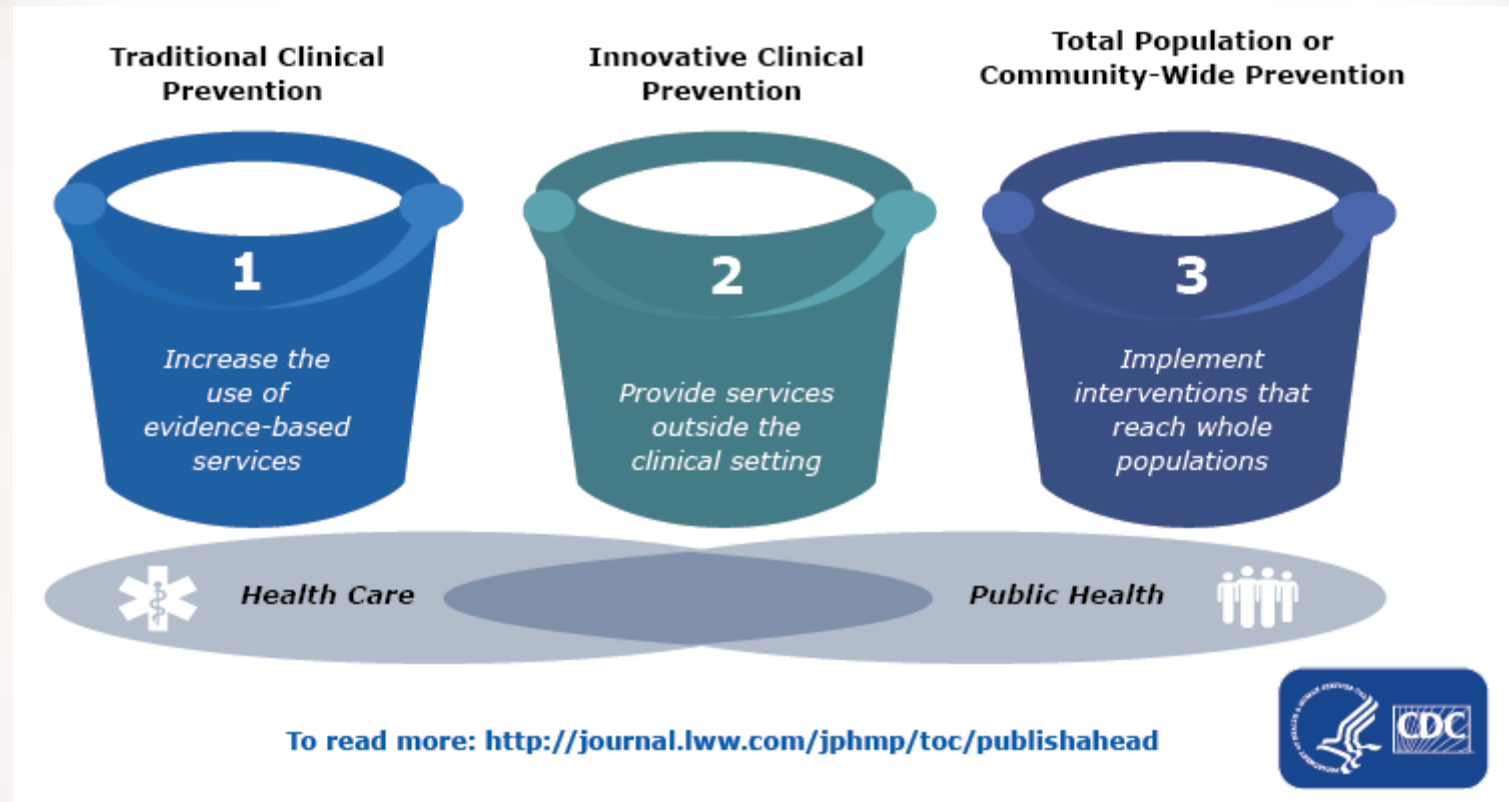 Traditional Clinical
Prevention
Innovative Clinical
Prevention
Total Population or
Community-Wide Prevention
1
Increase the
use of
evidence-based
services
2
Provide services
outside the
clinical setting
3
Implement
interventions that
reach whole
populations
Health Care
Public Health
To read more: http://journal.lww.com/jphmp/toc/publishahead
CDC